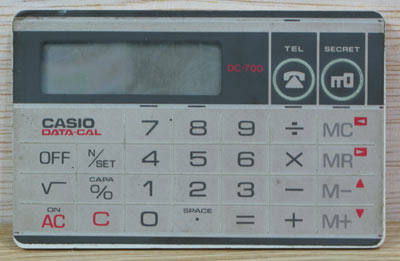 TEL SECRET
DC-700
CASIO
DATA-CAL
7 8 9 ÷ MC
OFF N/SET 4 5 6 × MR
√ CAPA % 1 2 3 − M-
ON AC C 0 SPACE · = + M+